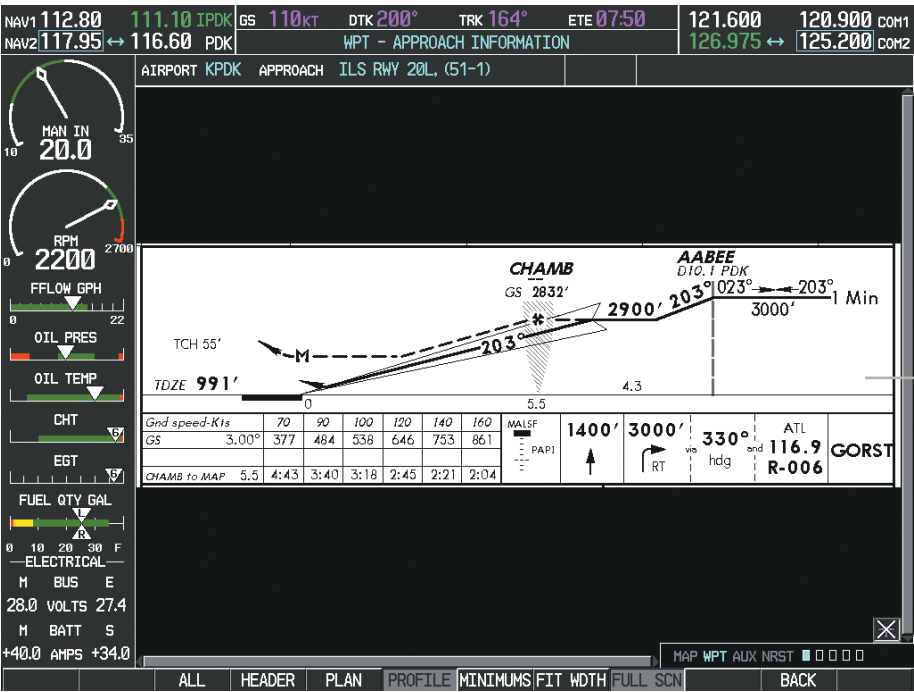 NAV1 112.80 111.10 IPDK GS 110KT DTK 200° TRK 164° ETE 07:50 121.600 120.900 COM1
NAV2 117.95 ↔ 116.60 PDK WPT - APPROACH INFORMATION 126.975 ↔ 125.200 COM2
AIRPORT KPDK APPROACH ILS RWY 20L, (51-1)
MAN IN
20.0
10 35
RPM
2200
0 2700
FFLOW GPH
0 22
OIL PRES
OIL TEMP
CHT
6
EGT
6
FUEL QTY GAL
L
R
0 10 20 30 F
ELECTRICAL
M BUS E
28.0 VOLTS 27.4
M BATT S
+40.0 AMPS +34.0
AABEE
D10.1 PDK
CHAMB
GS 2832'
2900' 203° 023° 203°
3000' 1 Min
TCH 55'
M 203°
TDZE 991'
0 5.5 4.3
Gnd speed-Kts 70 90 100 120 140 160
GS 3.00° 377 484 538 646 753 861
CHAMB to MAP 5.5 4:43 3:40 3:18 2:45 2:21 2:04
MALSF
PAPI
1400'
3000'
RT
via 330° hdg
and ATL 116.9 R-006
GORST
MAP WPT AUX NRST
ALL HEADER PLAN PROFILE MINIMUMS FIT WDTH FULL SCN BACK